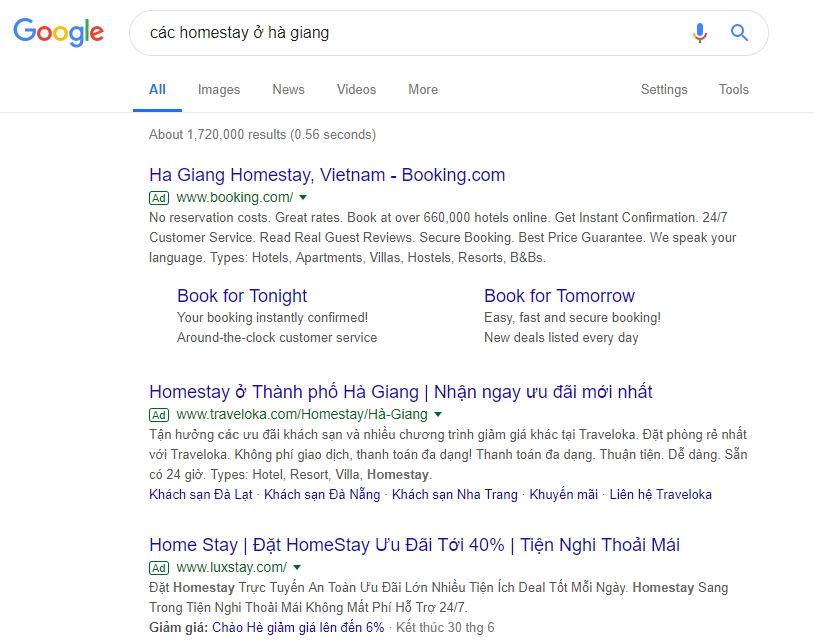 Google
các homestay ở hà giang
All Images News Videos More Settings Tools
About 1,720,000 results (0.56 seconds)
Ha Giang Homestay, Vietnam - Booking.com
Ad www.booking.com/
No reservation costs. Great rates. Book at over 660,000 hotels online. Get Instant Confirmation. 24/7
Customer Service. Read Real Guest Reviews. Secure Booking. Best Price Guarantee. We speak your
language. Types: Hotels, Apartments, Villas, Hostels, Resorts, B&Bs.
Book for Tonight
Your booking instantly confirmed!
Around-the-clock customer service
Book for Tomorrow
Easy, fast and secure booking!
New deals listed every day
Homestay ở Thành phố Hà Giang | Nhận ngay ưu đãi mới nhất
Ad www.traveloka.com/Homestay/Hà-Giang
Tận hưởng các ưu đãi khách sạn và nhiều chương trình giảm giá khác tại Traveloka. Đặt phòng rẻ nhất
với Traveloka. Không phí giao dịch, thanh toán đa dạng! Thanh toán đa dạng. Thuận tiện. Dễ dàng. Sẵn
có 24 giờ. Types: Hotel, Resort, Villa, Homestay.
Khách sạn Đà Lạt · Khách sạn Đà Nẵng · Khách sạn Nha Trang · Khuyến mãi · Liên hệ Traveloka
Home Stay | Đặt HomeStay Ưu Đãi Tới 40% | Tiện Nghi Thoải Mái
Ad www.luxstay.com/
Đặt Homestay Trực Tuyến An Toàn Ưu Đãi Lớn Nhiều Tiện Ích Deal Tốt Mỗi Ngày. Homestay Sang
Trong Tiện Nghi Thoải Mái Không Mất Phí Hỗ Trợ 24/7.
Giảm giá: Chào Hè giảm giá lên đến 6% · Kết thúc 30 thg 6